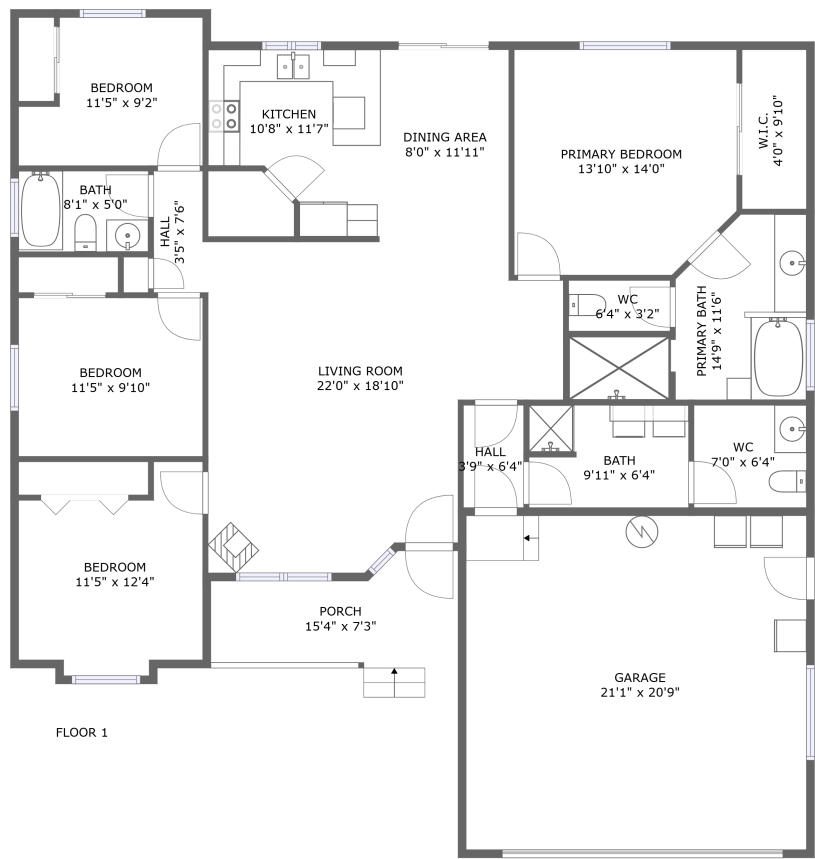 BEDROOM
11'5" x 9'2"
KITCHEN
10'8" x 11'7"
DINING AREA
8'0" x 11'11"
PRIMARY BEDROOM
13'10" x 14'0"
W.I.C.
4'0" x 9'10"
BATH
8'1" x 5'0"
HALL
3'5" x 7'6"
WC
6'4" x 3'2"
PRIMARY BATH
14'9" x 11'6"
BEDROOM
11'5" x 9'10"
LIVING ROOM
22'0" x 18'10"
HALL
3'9" x 6'4"
BATH
9'11" x 6'4"
WC
7'0" x 6'4"
BEDROOM
11'5" x 12'4"
PORCH
15'4" x 7'3"
GARAGE
21'1" x 20'9"
FLOOR 1